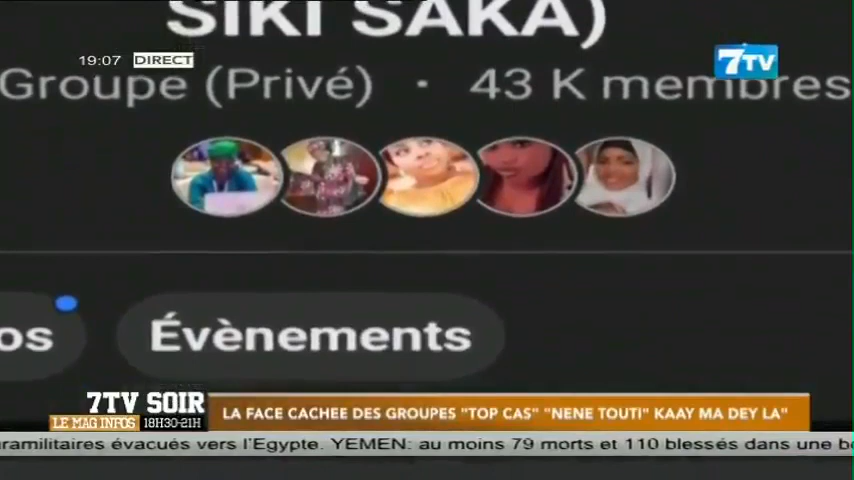 SIKI SAKA)
19:07 DIRECT
7TV
Groupe (Privé) · 43 K membres
os
Évènements
7TV SOIR
LE MAG INFOS 18H30-21H
LA FACE CACHEE DES GROUPES "TOP CAS" "NENE TOUTI" KAAY MA DEY LA"
ramilitaires évacués vers l'Egypte. YEMEN: au moins 79 morts et 110 blessés dans une b